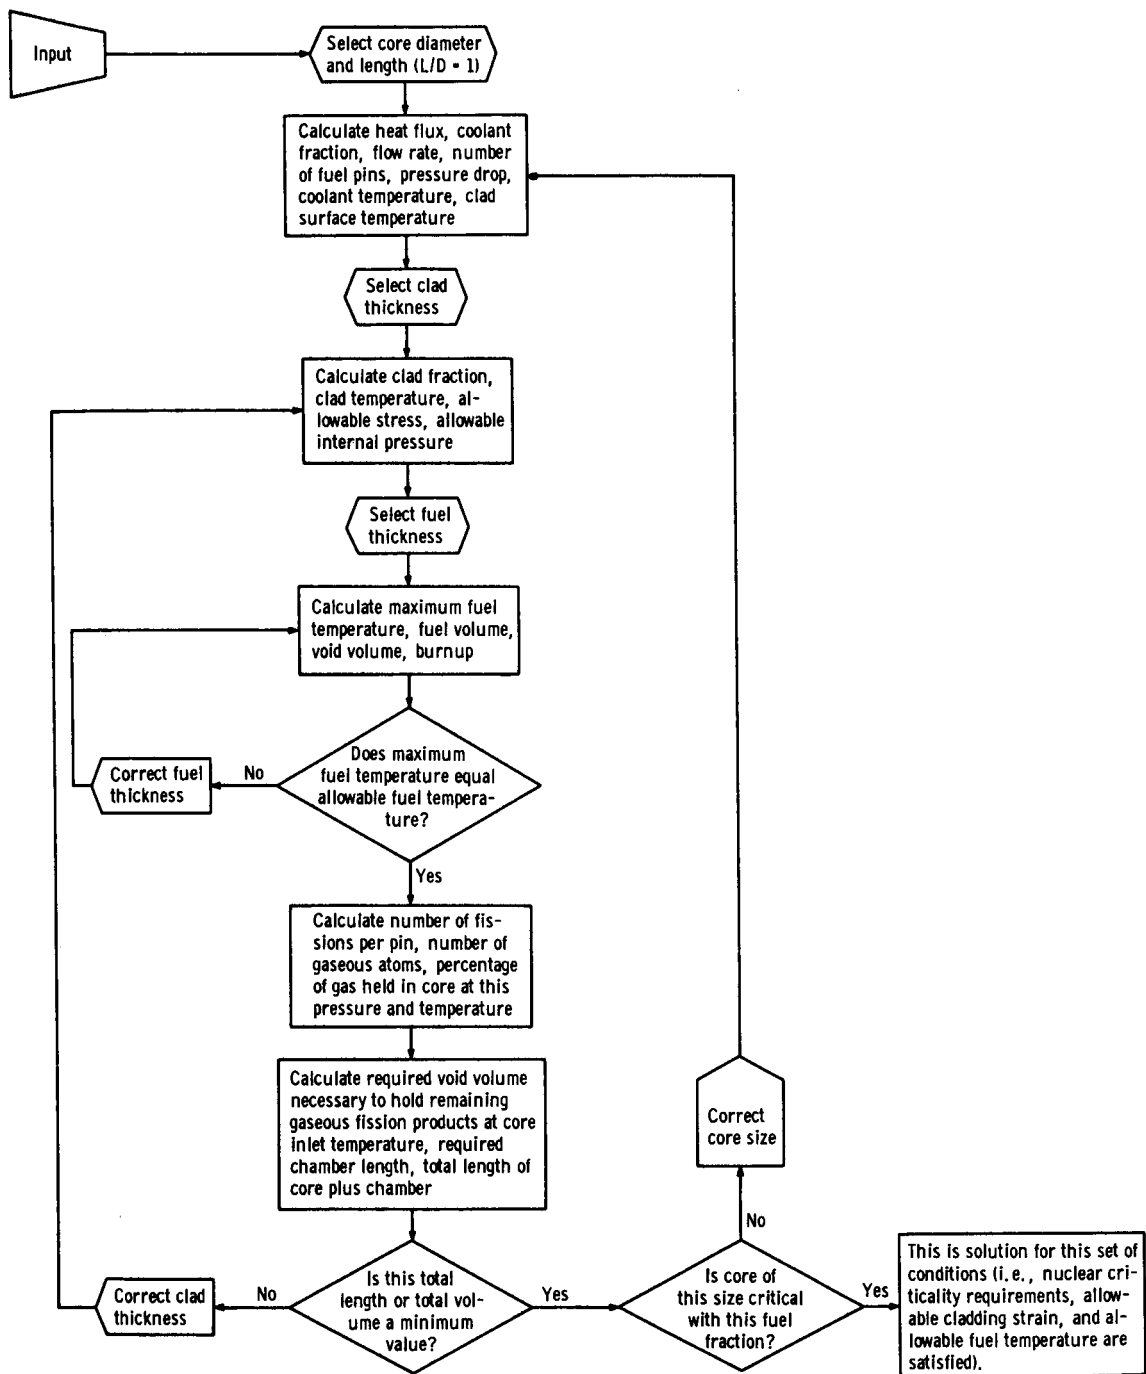 Input
Select core diameter
and length (L/D = 1)
Calculate heat flux, coolant
fraction, flow rate, number
of fuel pins, pressure drop,
coolant temperature, clad
surface temperature
Select clad
thickness
Calculate clad fraction,
clad temperature, al-
lowable stress, allowable
internal pressure
Select fuel
thickness
Calculate maximum fuel
temperature, fuel volume,
void volume, burnup
Does maximum
fuel temperature equal
allowable fuel tempera-
ture?
No
Correct fuel
thickness
Yes
Calculate number of fis-
sions per pin, number of
gaseous atoms, percentage
of gas held in core at this
pressure and temperature
Calculate required void volume
necessary to hold remaining
gaseous fission products at core
inlet temperature, required
chamber length, total length of
core plus chamber
Is this total
length or total vol-
ume a minimum
value?
No
Correct clad
thickness
Yes
Is core of
this size critical
with this fuel
fraction?
No
Correct
core size
Yes
This is solution for this set of
conditions (i.e., nuclear cri-
ticality requirements, allow-
able cladding strain, and al-
lowable fuel temperature are
satisfied).